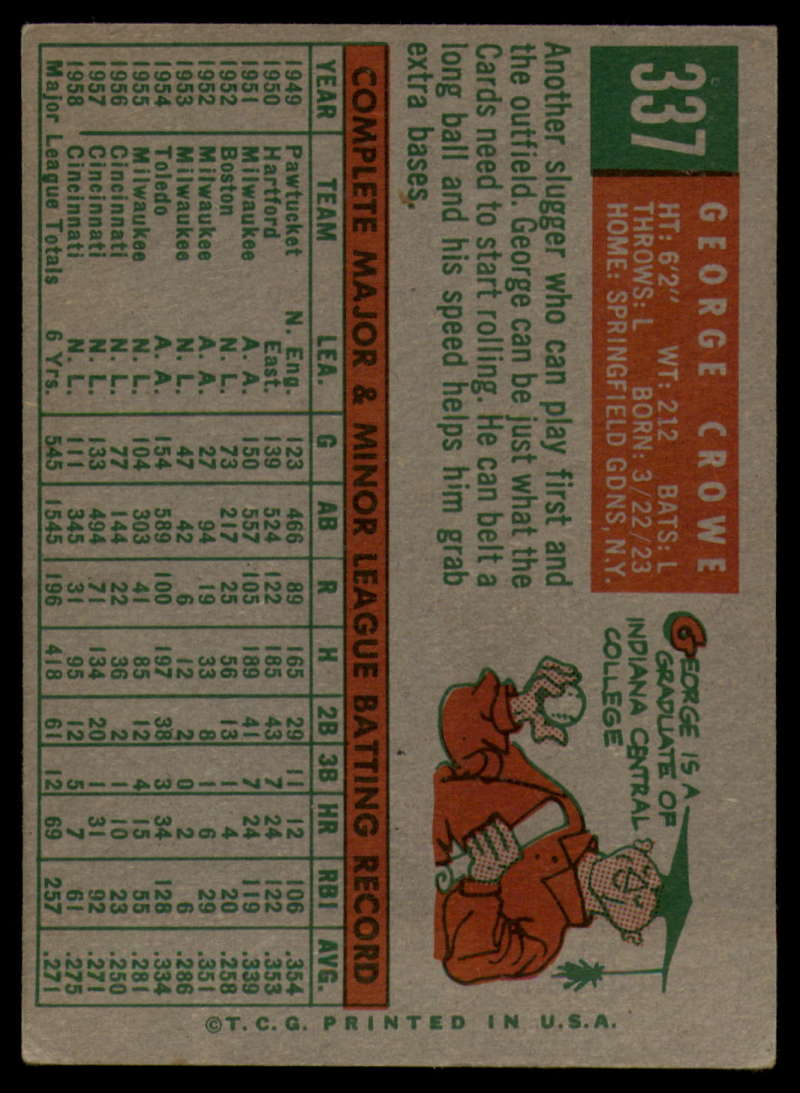 337
GEORGE CROWE
HT: 6'2" WT: 212 BATS: L
THROWS: L BORN: 3/22/23
HOME: SPRINGFIELD GDNS, N.Y.
Another slugger who can play first and
the outfield. George can be just what the
Cards need to start rolling. He can belt a
long ball and his speed helps him grab
extra bases.
GEORGE IS A
GRADUATE OF
INDIANA CENTRAL
COLLEGE
COMPLETE MAJOR & MINOR LEAGUE BATTING RECORD
YEAR TEAM LEA. G AB R H 2B 3B HR RBI AVG.
1949 Pawtucket N. Eng. 123 466 89 165 29 11 12 106 .354
1950 Hartford East. 139 524 122 185 43 7 24 122 .353
1951 Milwaukee A. A. 150 557 105 189 41 7 24 119 .339
1952 Boston N. L. 73 217 25 56 13 1 4 20 .258
1952 Milwaukee A. A. 27 94 19 33 8 1 6 29 .351
1953 Milwaukee N. L. 47 42 6 12 2 0 2 6 .286
1954 Toledo A. A. 154 589 100 197 38 3 34 128 .334
1955 Milwaukee N. L. 104 303 41 85 12 4 15 55 .281
1956 Cincinnati N. L. 77 144 22 36 2 1 10 23 .250
1957 Cincinnati N. L. 133 494 71 134 20 1 31 92 .271
1958 Cincinnati N. L. 111 345 31 95 12 5 7 61 .275
Major League Totals 6 Yrs. 545 1545 196 418 61 12 69 257 .271
©T.C.G. PRINTED IN U.S.A.